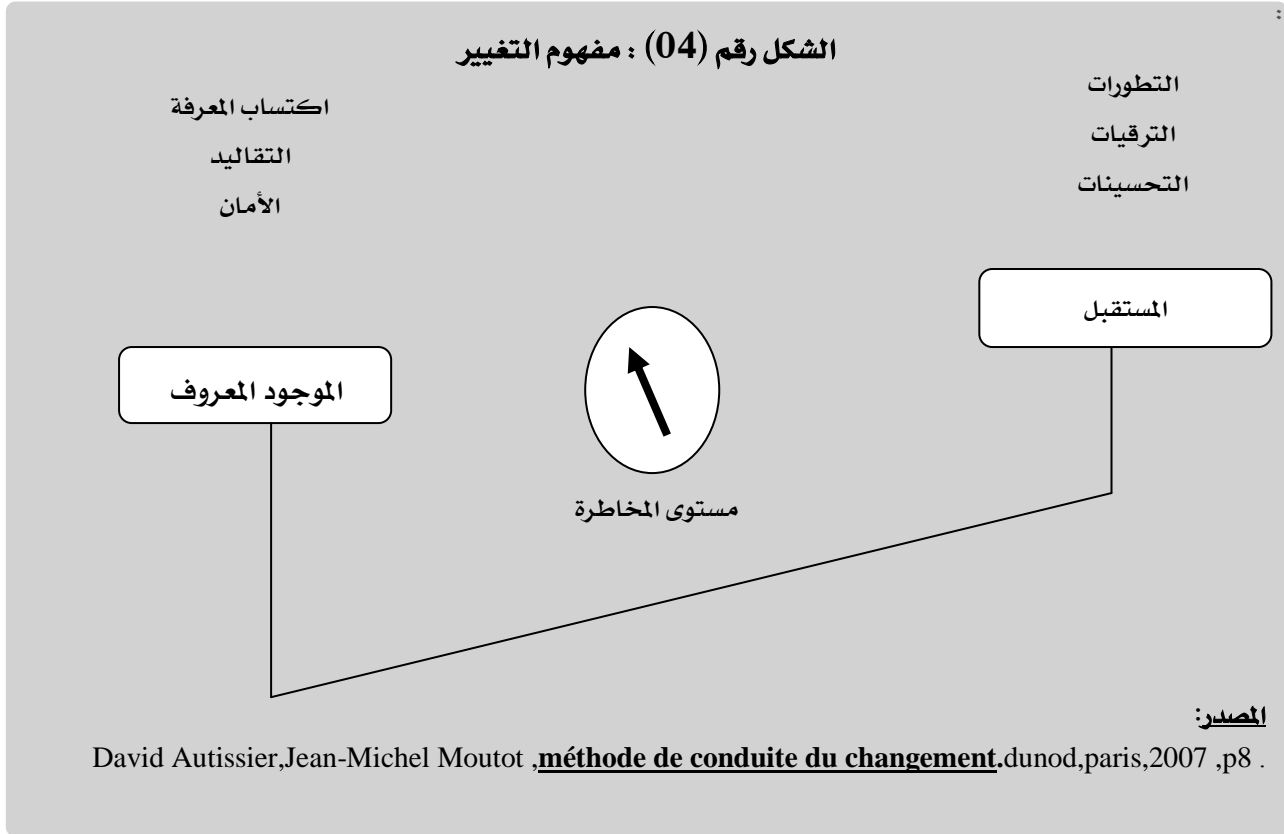 :
الشكل رقم (04) : مفهوم التغيير
التطورات
الترقيات
التحسينات
اكتساب المعرفة
التقاليد
الأمان
المستقبل
الموجود المعروف
مستوى المخاطرة
المصدر:
David Autissier,Jean-Michel Moutot ,méthode de conduite du changement.dunod,paris,2007 ,p8 .